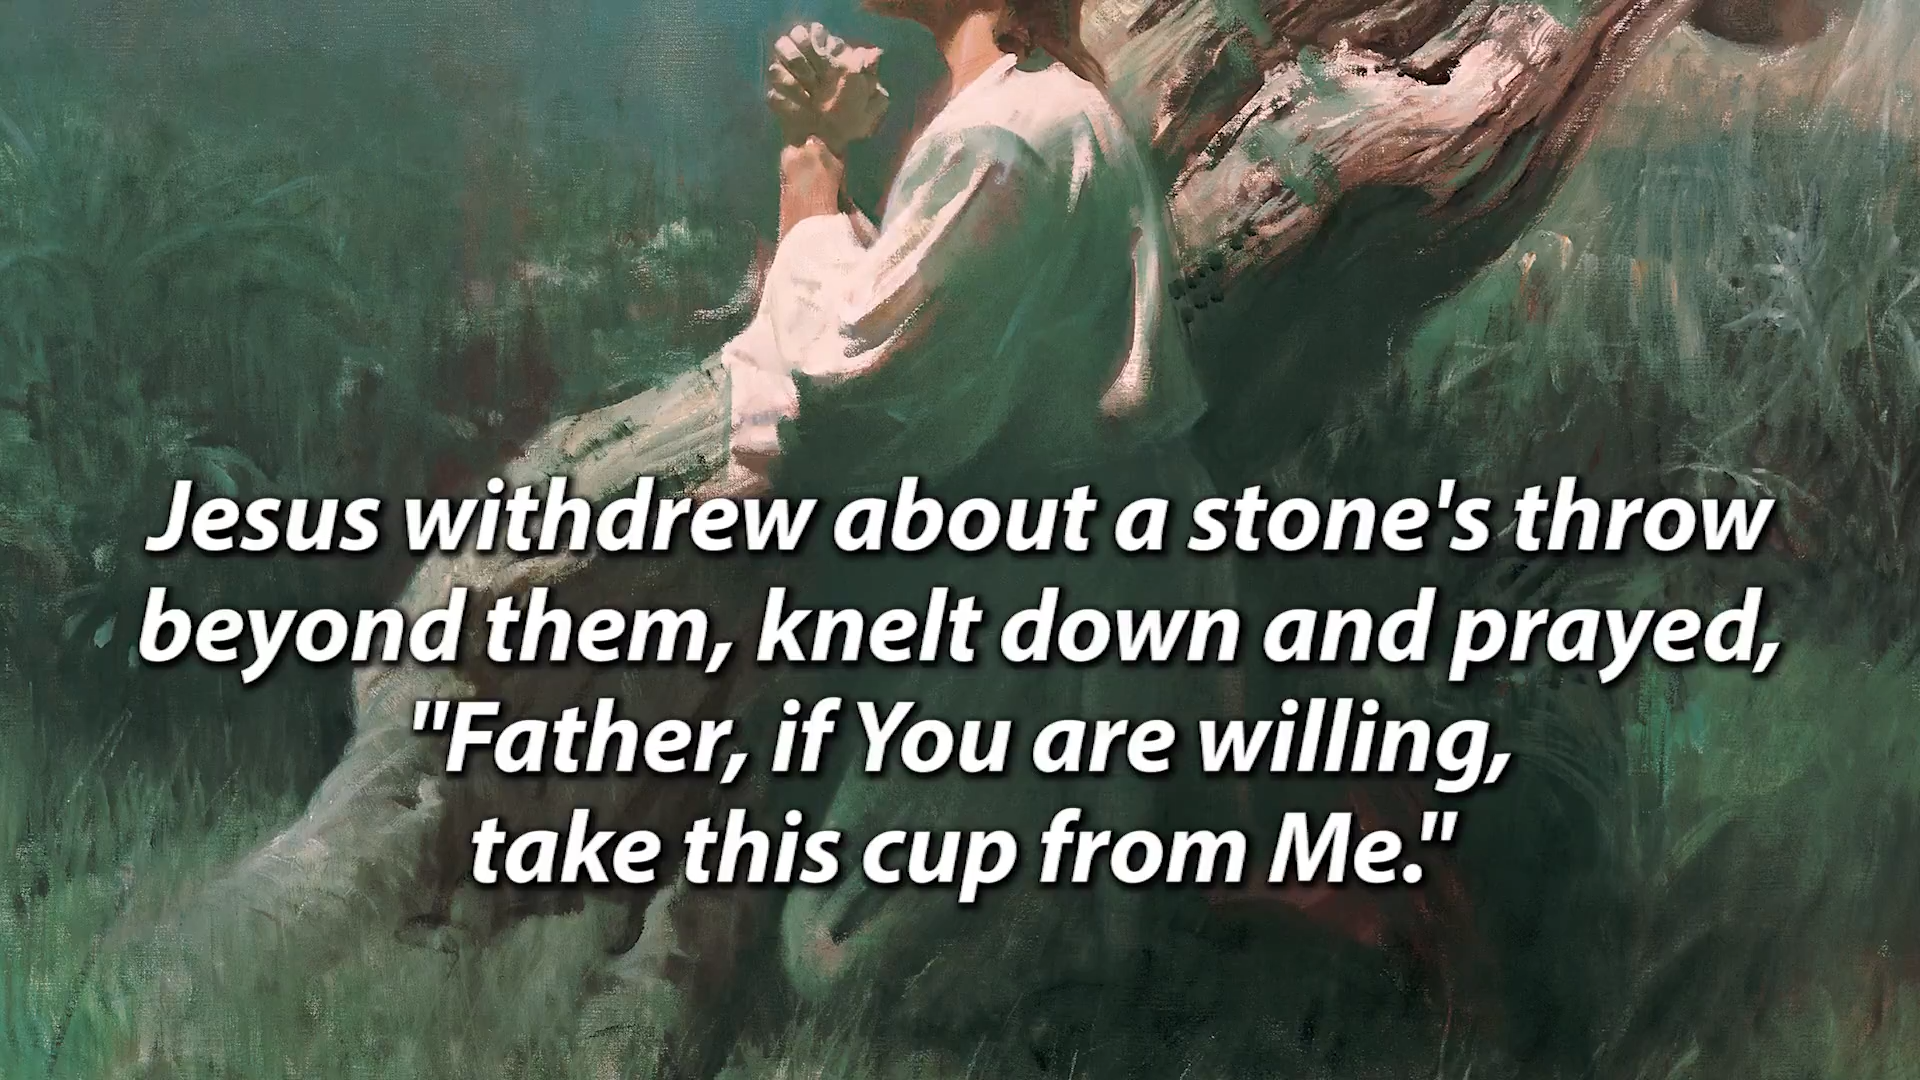 Jesus withdrew about a stone's throw
beyond them, knelt down and prayed,
"Father, if You are willing,
take this cup from Me."